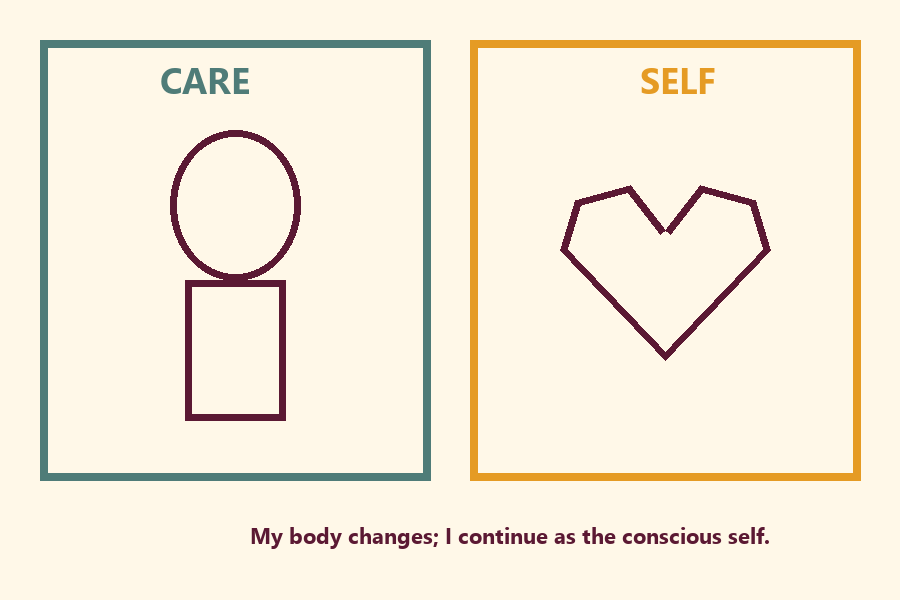 CARE
SELF
My body changes; I continue as the conscious self.